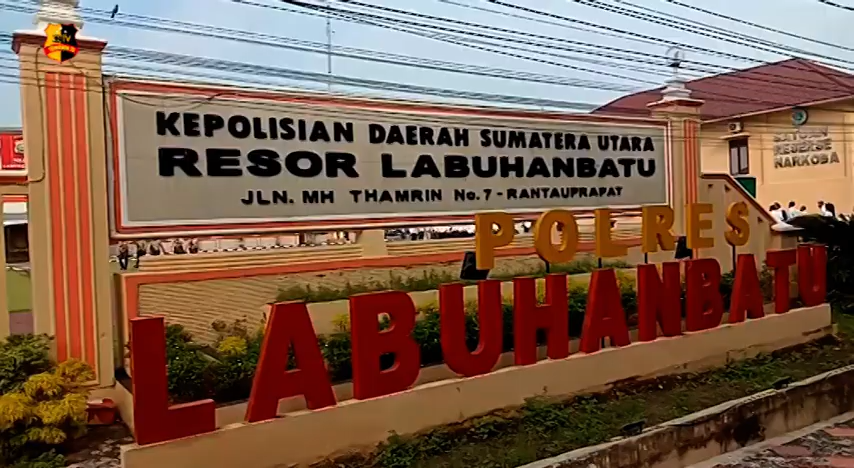 KEPOLISIAN DAERAH SUMATERA UTARA
RESOR LABUHANBATU
JLN. MH THAMRIN No. 7 - RANTAUPRAPAT
SATUAN
RESERSE
NARKOBA
POLRES
LABUHANBATU